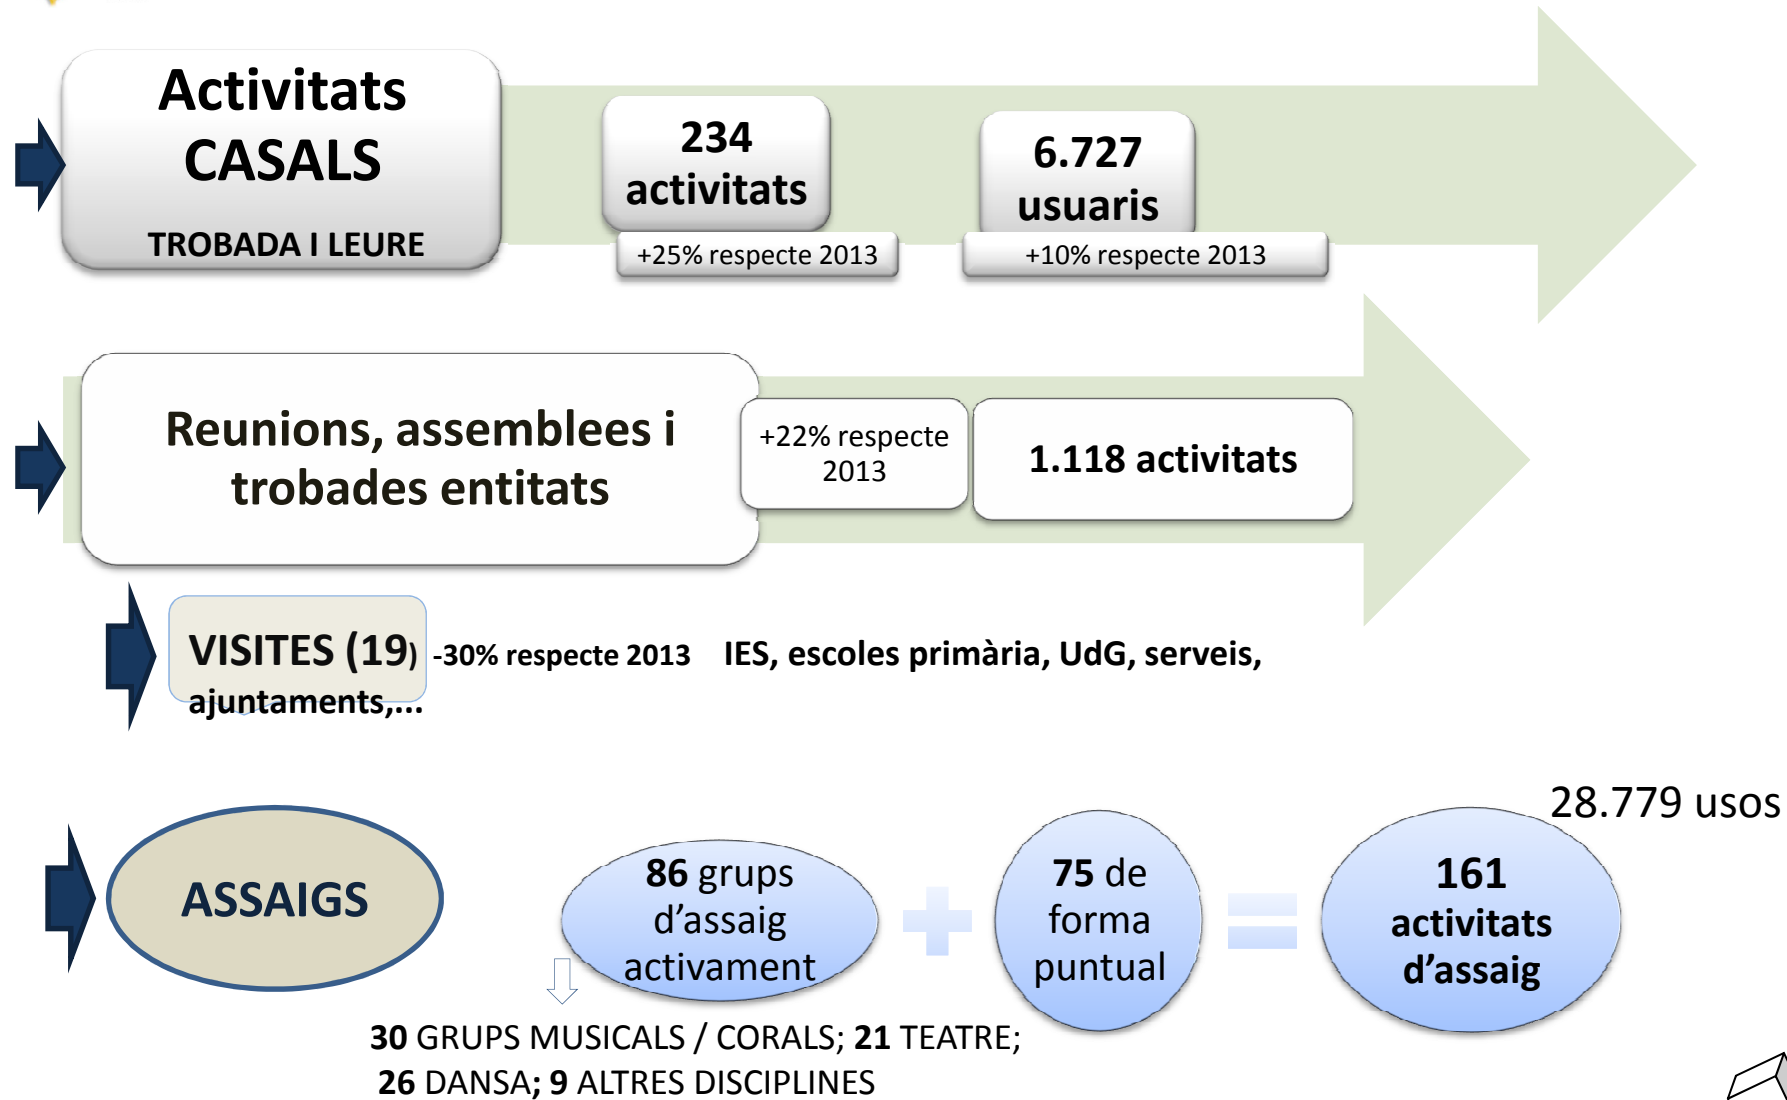 Activitats
CASALS
TROBADA I LEURE
234
activitats
+25% respecte 2013
6.727
usuaris
+10% respecte 2013
Reunions, assemblees i
trobades entitats
+22% respecte
2013
1.118 activitats
VISITES (19) -30% respecte 2013 IES, escoles primària, UdG, serveis,
ajuntaments,...
28.779 usos
ASSAIGS
86 grups
d’assaig
activament
75 de
forma
puntual
161
activitats
d’assaig
30 GRUPS MUSICALS / CORALS; 21 TEATRE;
26 DANSA; 9 ALTRES DISCIPLINES